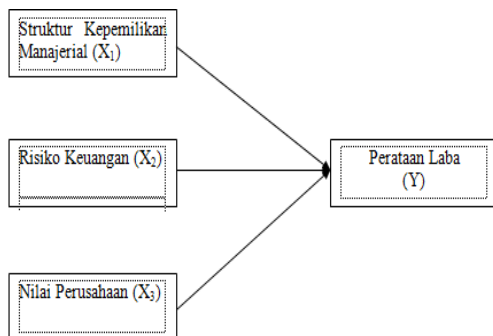 Struktur Kepemilikan
Manajerial (X₁)
Risiko Keuangan (X₂)
Perataan Laba
(Y)
Nilai Perusahaan (X₃)